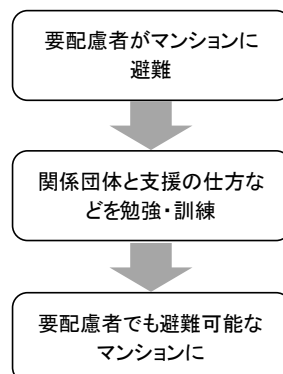 要配慮者がマンションに
避難
関係団体と支援の仕方な
どを勉強・訓練
要配慮者でも避難可能な
マンションに